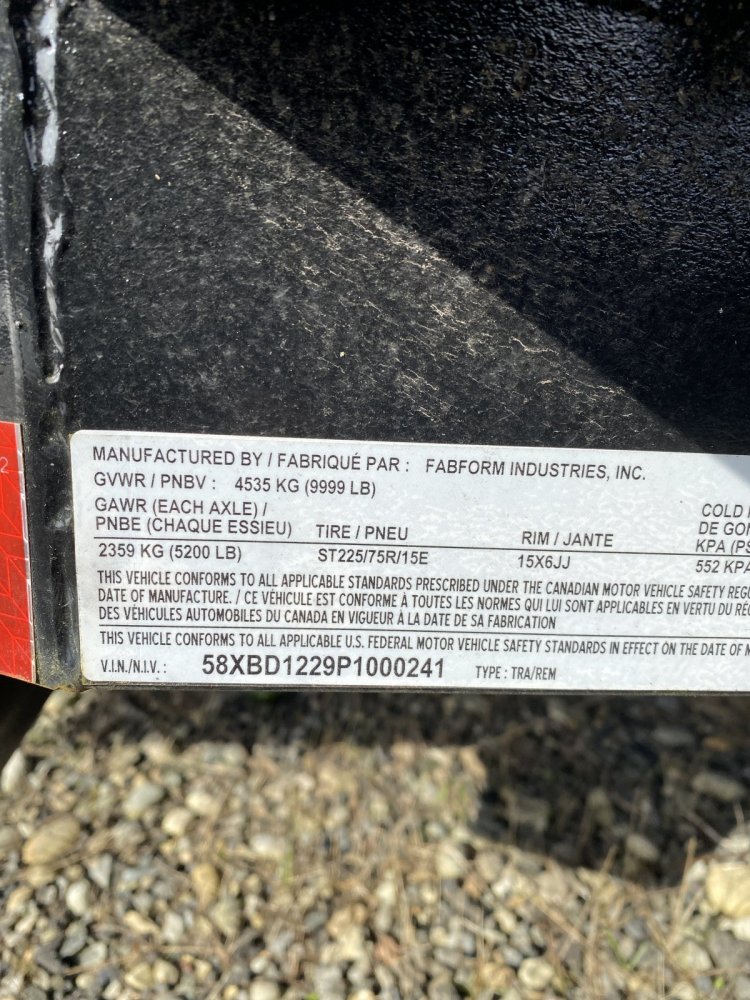 2
MANUFACTURED BY / FABRIQUÉ PAR : FABFORM INDUSTRIES, INC.
GVWR / PNBV : 4535 KG (9999 LB)
GAWR (EACH AXLE) /
PNBE (CHAQUE ESSIEU) TIRE / PNEU RIM / JANTE
COLD
DE
KPA
2359 KG (5200 LB) ST225/75R/15E 15X6JJ 552 KPA
THIS VEHICLE CONFORMS TO ALL APPLICABLE STANDARDS PRESCRIBED UNDER THE CANADIAN MOTOR VEHICLE SAFETY
DATE OF MANUFACTURE. / CE VÉHICULE EST CONFORME À TOUTES LES NORMES QUI LUI SONT APPLICABLES EN VERTU DU
DES VÉHICULES AUTOMOBILES DU CANADA EN VIGUEUR À LA DATE DE SA FABRICATION
THIS VEHICLE CONFORMS TO ALL APPLICABLE U.S. FEDERAL MOTOR VEHICLE SAFETY STANDARDS IN EFFECT ON THE DATE OF
V.I.N./N.I.V. : 58XBD1229P1000241 TYPE : TRA/REM